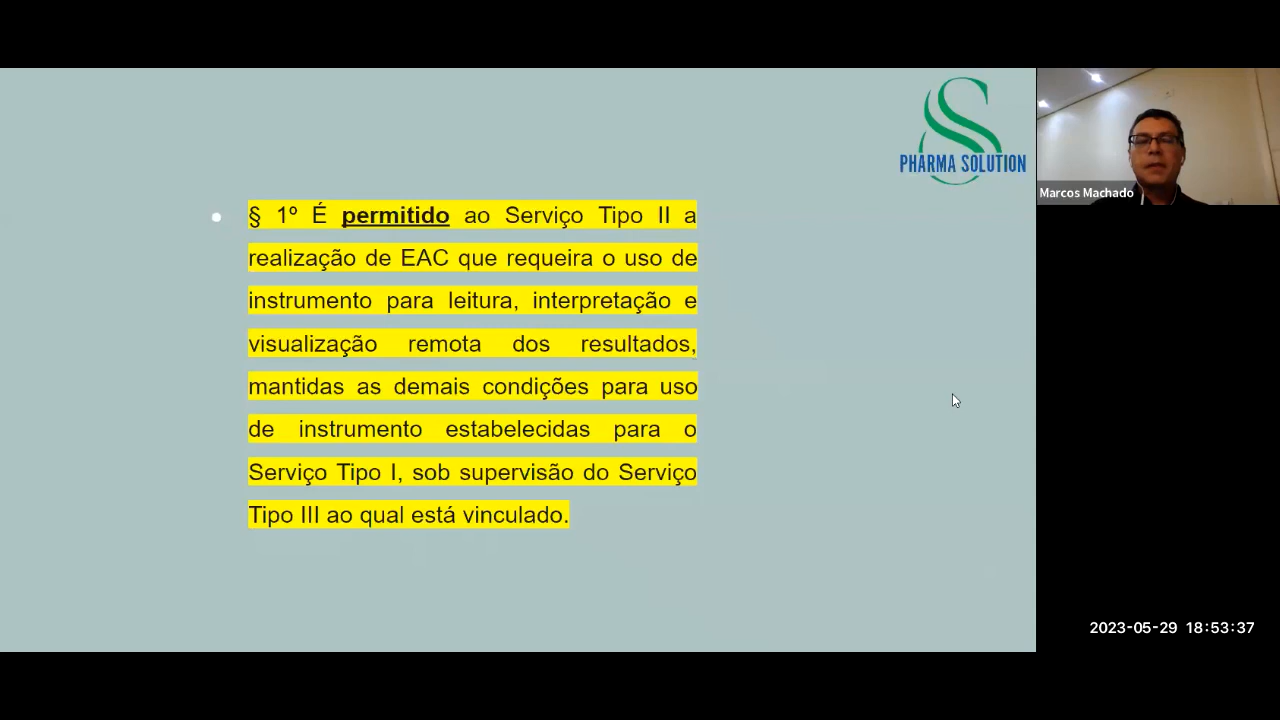 PHARMA SOLUTION
Marcos Machado
§ 1º É permitido ao Serviço Tipo II a
realização de EAC que requeira o uso de
instrumento para leitura, interpretação e
visualização remota dos resultados,
mantidas as demais condições para uso
de instrumento estabelecidas para o
Serviço Tipo I, sob supervisão do Serviço
Tipo III ao qual está vinculado.
2023-05-29 18:53:37